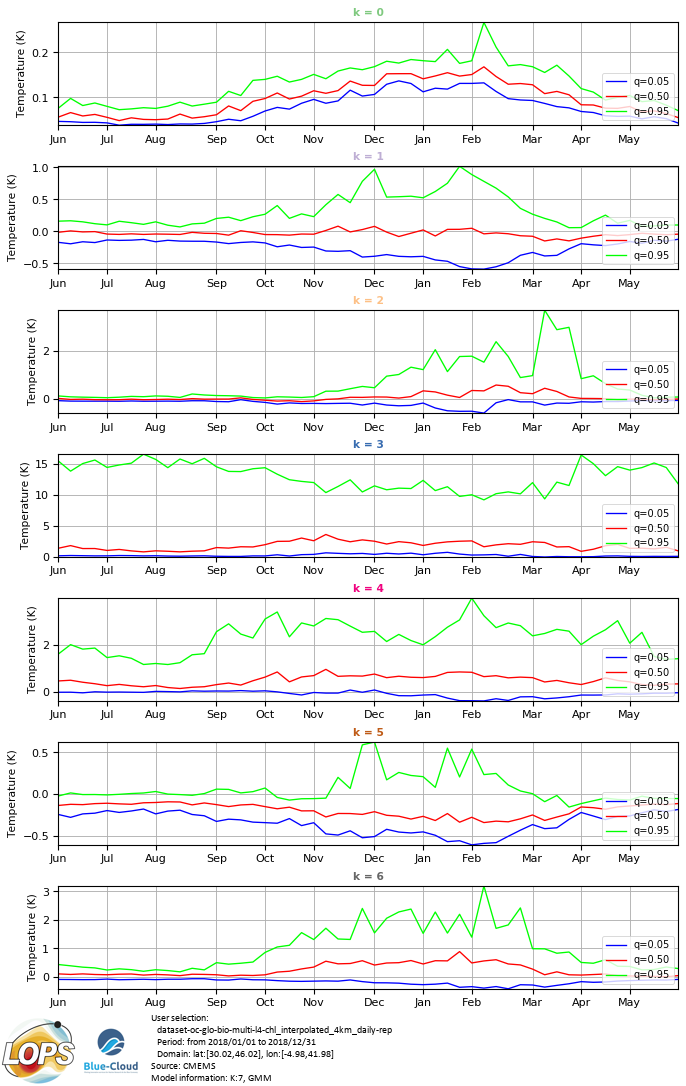 k = 0
Temperature (K)
0.2
0.1
q=0.05
q=0.50
q=0.95
Jun Jul Aug Sep Oct Nov Dec Jan Feb Mar Apr May
k = 1
Temperature (K)
1.0
0.5
0.0
−0.5
q=0.05
q=0.50
q=0.95
Jun Jul Aug Sep Oct Nov Dec Jan Feb Mar Apr May
k = 2
Temperature (K)
2
0
q=0.05
q=0.50
q=0.95
Jun Jul Aug Sep Oct Nov Dec Jan Feb Mar Apr May
k = 3
Temperature (K)
15
10
5
0
q=0.05
q=0.50
q=0.95
Jun Jul Aug Sep Oct Nov Dec Jan Feb Mar Apr May
k = 4
Temperature (K)
2
0
q=0.05
q=0.50
q=0.95
Jun Jul Aug Sep Oct Nov Dec Jan Feb Mar Apr May
k = 5
Temperature (K)
0.5
0.0
−0.5
q=0.05
q=0.50
q=0.95
Jun Jul Aug Sep Oct Nov Dec Jan Feb Mar Apr May
k = 6
Temperature (K)
3
2
1
0
q=0.05
q=0.50
q=0.95
Jun Jul Aug Sep Oct Nov Dec Jan Feb Mar Apr May
LOPS
Blue-Cloud
User selection:
dataset-oc-glo-bio-multi-l4-chl_interpolated_4km_daily-rep
Period: from 2018/01/01 to 2018/12/31
Domain: lat:[30.02,46.02], lon:[-4.98,41.98]
Source: CMEMS
Model information: K:7, GMM